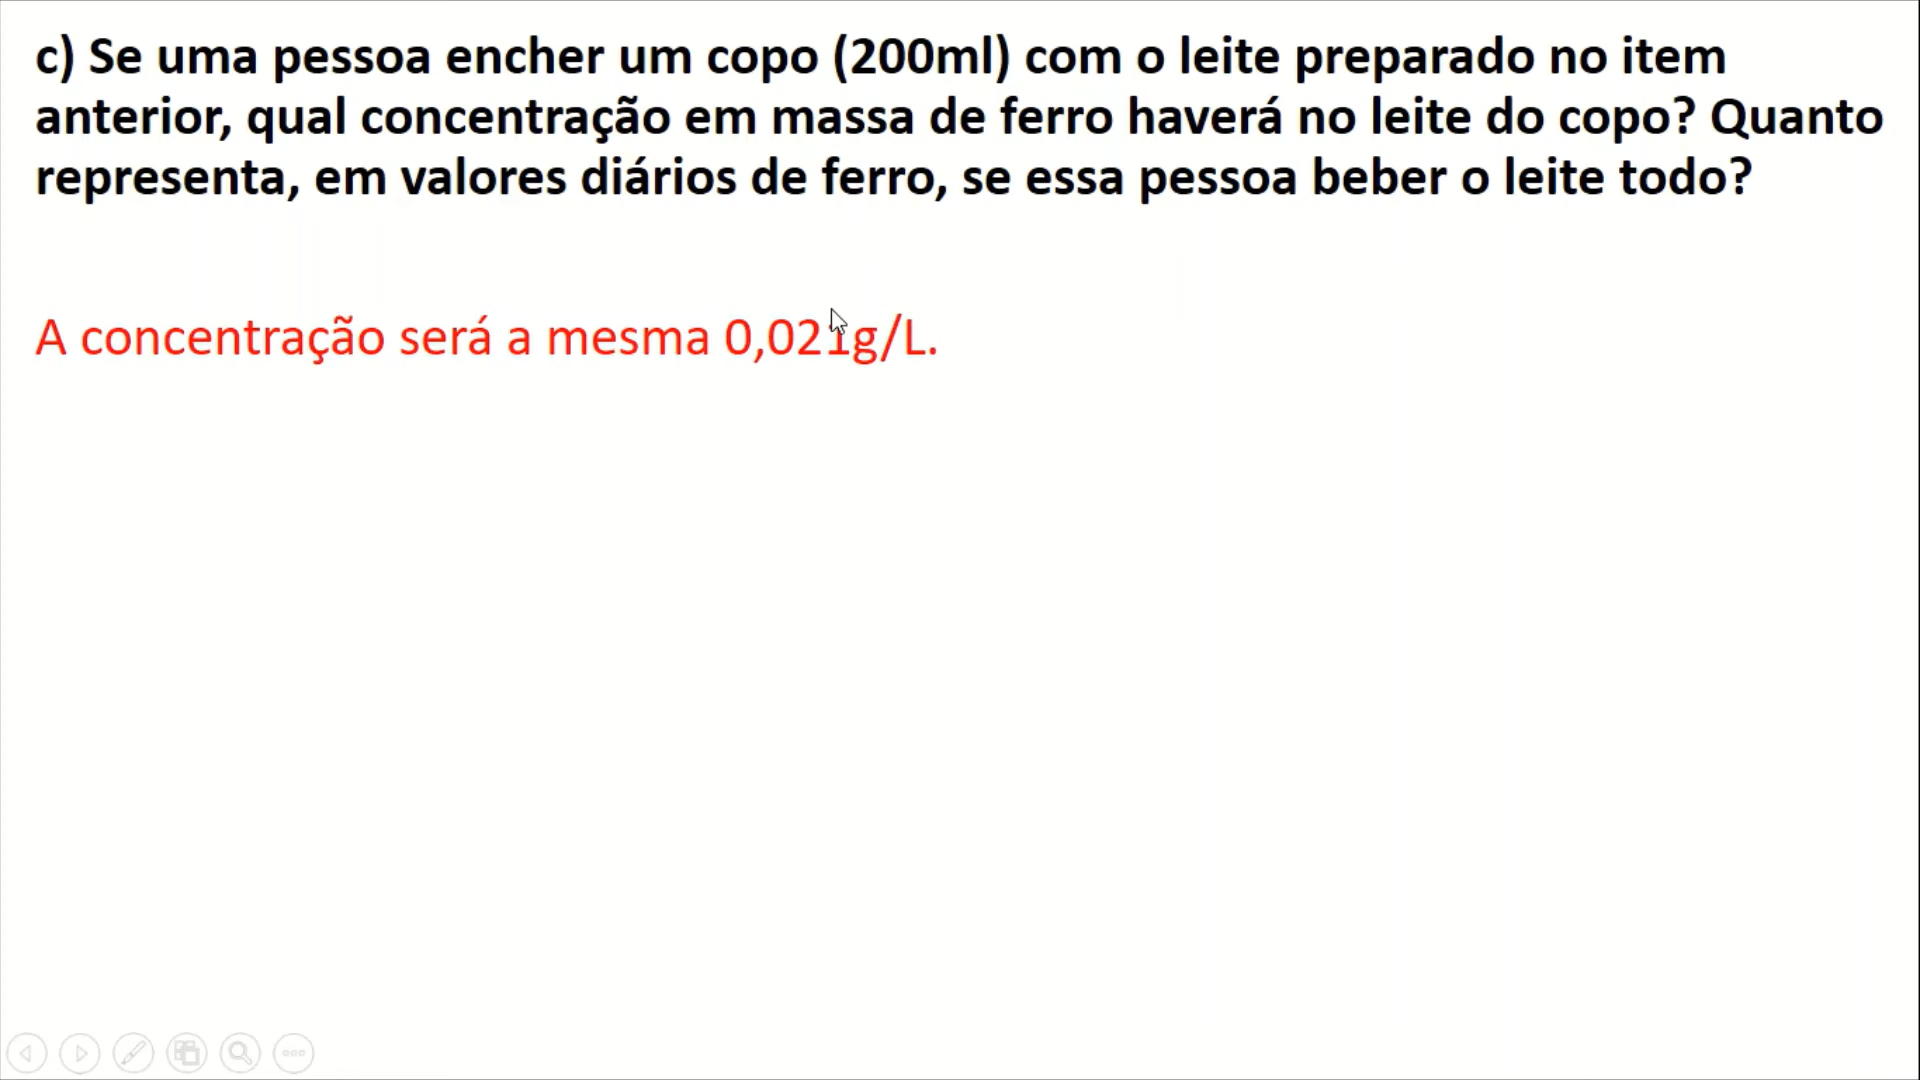 c) Se uma pessoa encher um copo (200ml) com o leite preparado no item
anterior, qual concentração em massa de ferro haverá no leite do copo? Quanto
representa, em valores diários de ferro, se essa pessoa beber o leite todo?
A concentração será a mesma 0,021g/L.